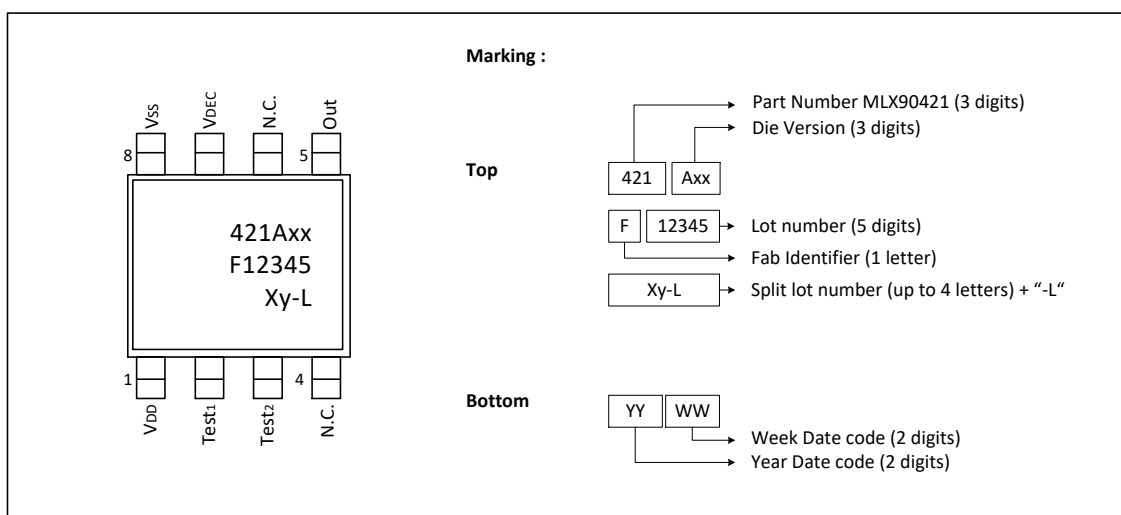 Marking :
Vss
VDEC
N.C.
Out
8
5
421Axx
F12345
Xy-L
1
4
VDD
Test1
Test2
N.C.
Part Number MLX90421 (3 digits)
Die Version (3 digits)
Top
421
Axx
F
12345
Lot number (5 digits)
Fab Identifier (1 letter)
Xy-L
Split lot number (up to 4 letters) + “-L“
Bottom
YY
WW
Week Date code (2 digits)
Year Date code (2 digits)